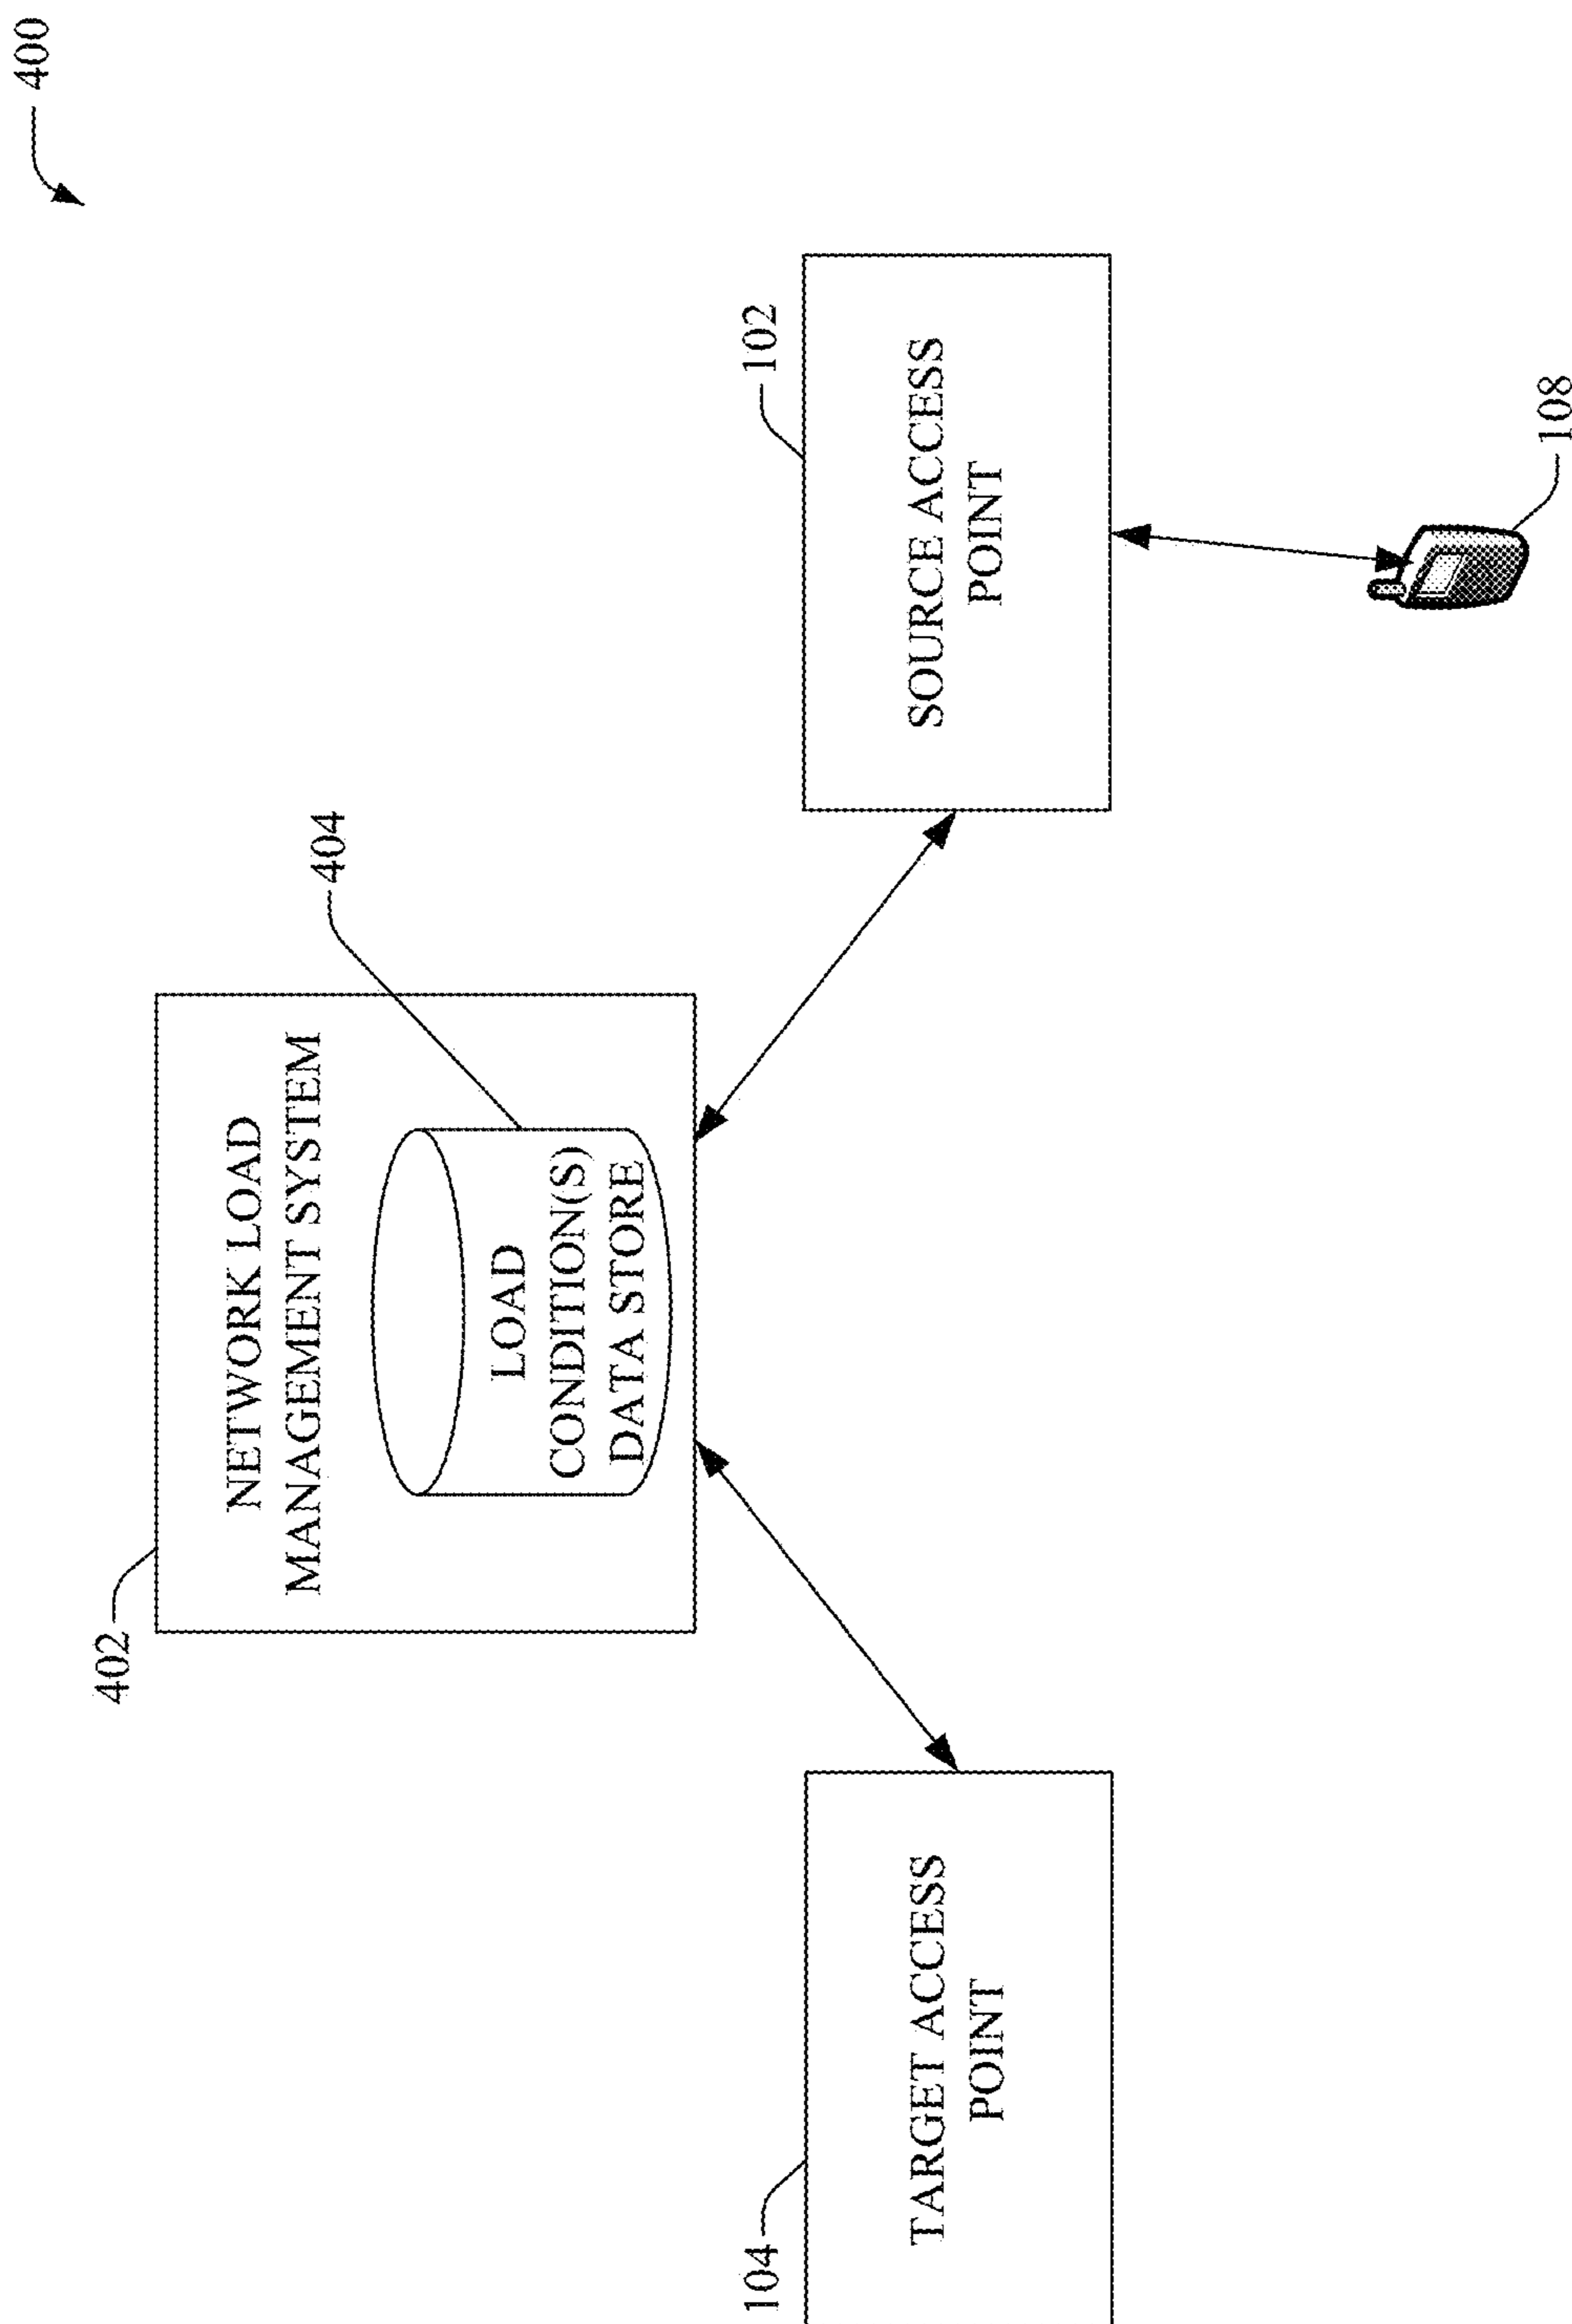 400
402
NETWORK LOAD
MANAGEMENT SYSTEM
404
LOAD
CONDITION(S)
DATA STORE
104
TARGET ACCESS
POINT
102
SOURCE ACCESS
POINT
108